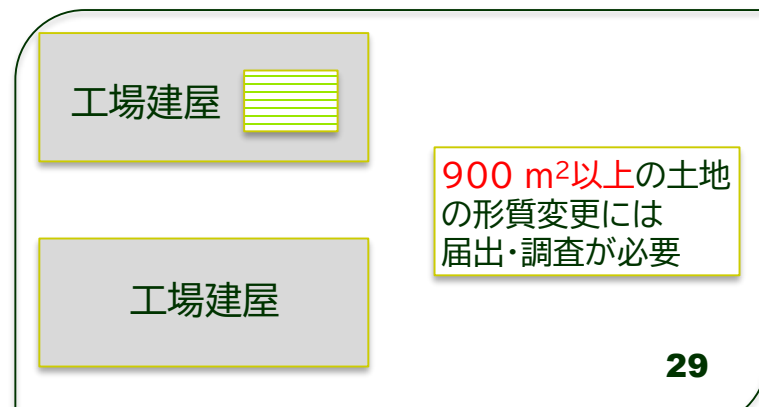 工場建屋
900 m²以上の土地
の形質変更には
届出・調査が必要
工場建屋
29